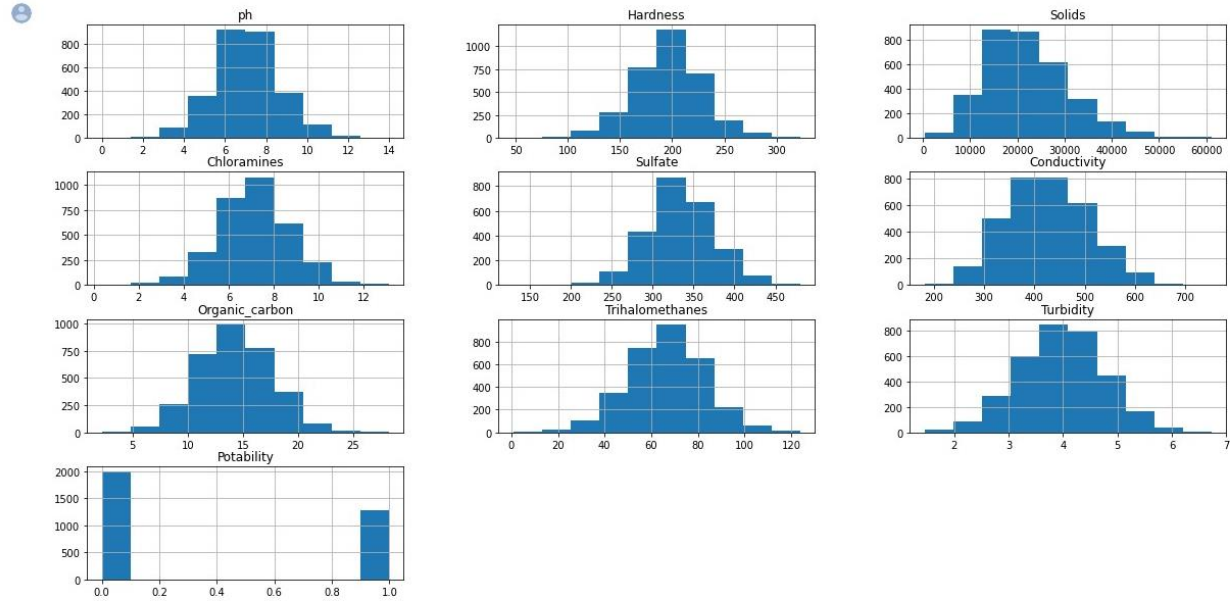 ph
800
600
400
200
0
0 2 4 6 8 10 12 14
Hardness
1000
750
500
250
0
50 100 150 200 250 300
Solids
800
600
400
200
0
0 10000 20000 30000 40000 50000 60000
Chloramines
1000
750
500
250
0
0 2 4 6 8 10 12
Sulfate
800
600
400
200
0
150 200 250 300 350 400 450
Conductivity
800
600
400
200
0
200 300 400 500 600 700
Organic_carbon
1000
750
500
250
0
5 10 15 20 25
Trihalomethanes
800
600
400
200
0
0 20 40 60 80 100 120
Turbidity
800
600
400
200
0
2 3 4 5 6 7
Potability
2000
1500
1000
500
0
0.0 0.2 0.4 0.6 0.8 1.0